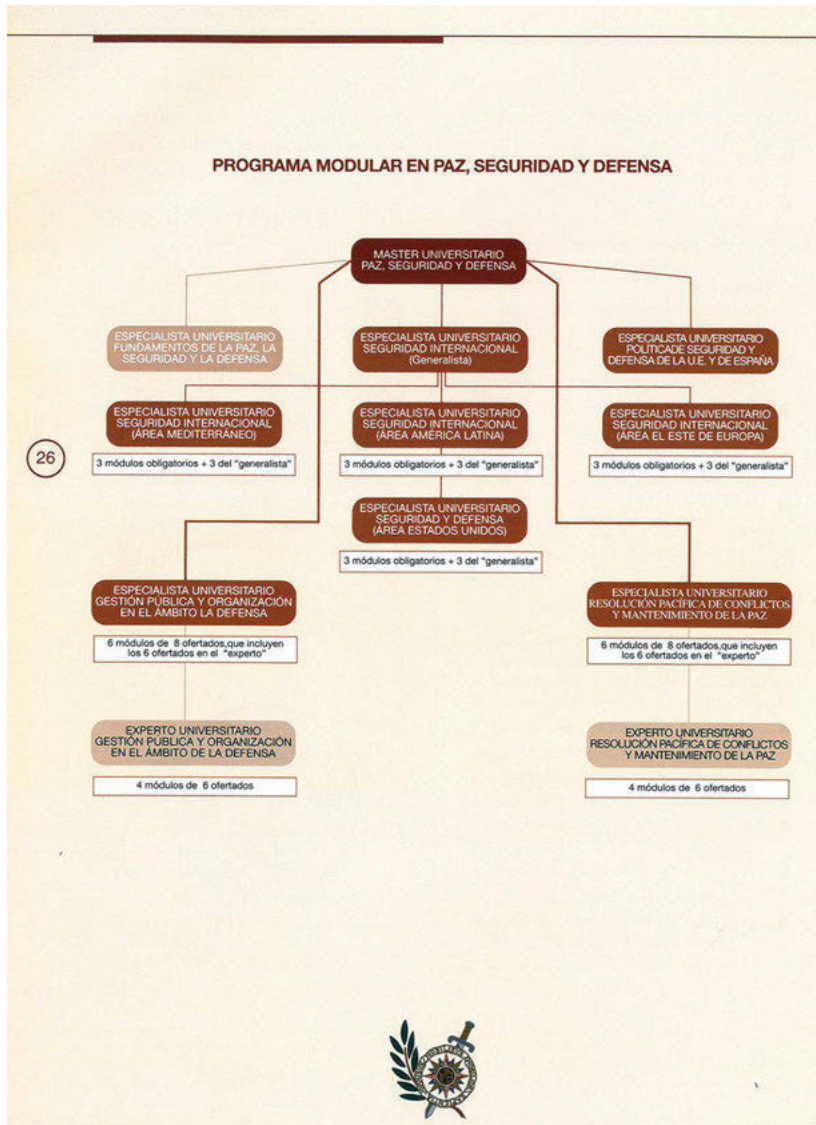 PROGRAMA MODULAR EN PAZ, SEGURIDAD Y DEFENSA
MASTER UNIVERSITARIO
PAZ, SEGURIDAD Y DEFENSA
ESPECIALISTA UNIVERSITARIO
FUNDAMENTOS DE LA PAZ, LA
SEGURIDAD Y LA DEFENSA
ESPECIALISTA UNIVERSITARIO
SEGURIDAD INTERNACIONAL
(Generalista)
ESPECIALISTA UNIVERSITARIO
POLÍTICADE SEGURIDAD Y
DEFENSA DE LA U.E. Y DE ESPAÑA
ESPECIALISTA UNIVERSITARIO
SEGURIDAD INTERNACIONAL
(ÁREA MEDITERRÁNEO)
3 módulos obligatorios + 3 del "generalista"
ESPECIALISTA UNIVERSITARIO
SEGURIDAD INTERNACIONAL
(ÁREA AMÉRICA LATINA)
3 módulos obligatorios + 3 del "generalista"
ESPECIALISTA UNIVERSITARIO
SEGURIDAD INTERNACIONAL
(ÁREA EL ESTE DE EUROPA)
3 módulos obligatorios + 3 del "generalista"
26
ESPECIALISTA UNIVERSITARIO
SEGURIDAD Y DEFENSA
(ÁREA ESTADOS UNIDOS)
3 módulos obligatorios + 3 del "generalista"
ESPECIALISTA UNIVERSITARIO
GESTIÓN PÚBLICA Y ORGANIZACIÓN
EN EL ÁMBITO LA DEFENSA
6 módulos de 8 ofertados,que incluyen
los 6 ofertados en el "experto"
ESPECIALISTA UNIVERSITARIO
RESOLUCIÓN PACÍFICA DE CONFLICTOS
Y MANTENIMIENTO DE LA PAZ
6 módulos de 8 ofertados,que incluyen
los 6 ofertados en el "experto"
EXPERTO UNIVERSITARIO
GESTIÓN PÚBLICA Y ORGANIZACIÓN
EN EL ÁMBITO DE LA DEFENSA
4 módulos de 6 ofertados
EXPERTO UNIVERSITARIO
RESOLUCIÓN PACÍFICA DE CONFLICTOS
Y MANTENIMIENTO DE LA PAZ
4 módulos de 6 ofertados